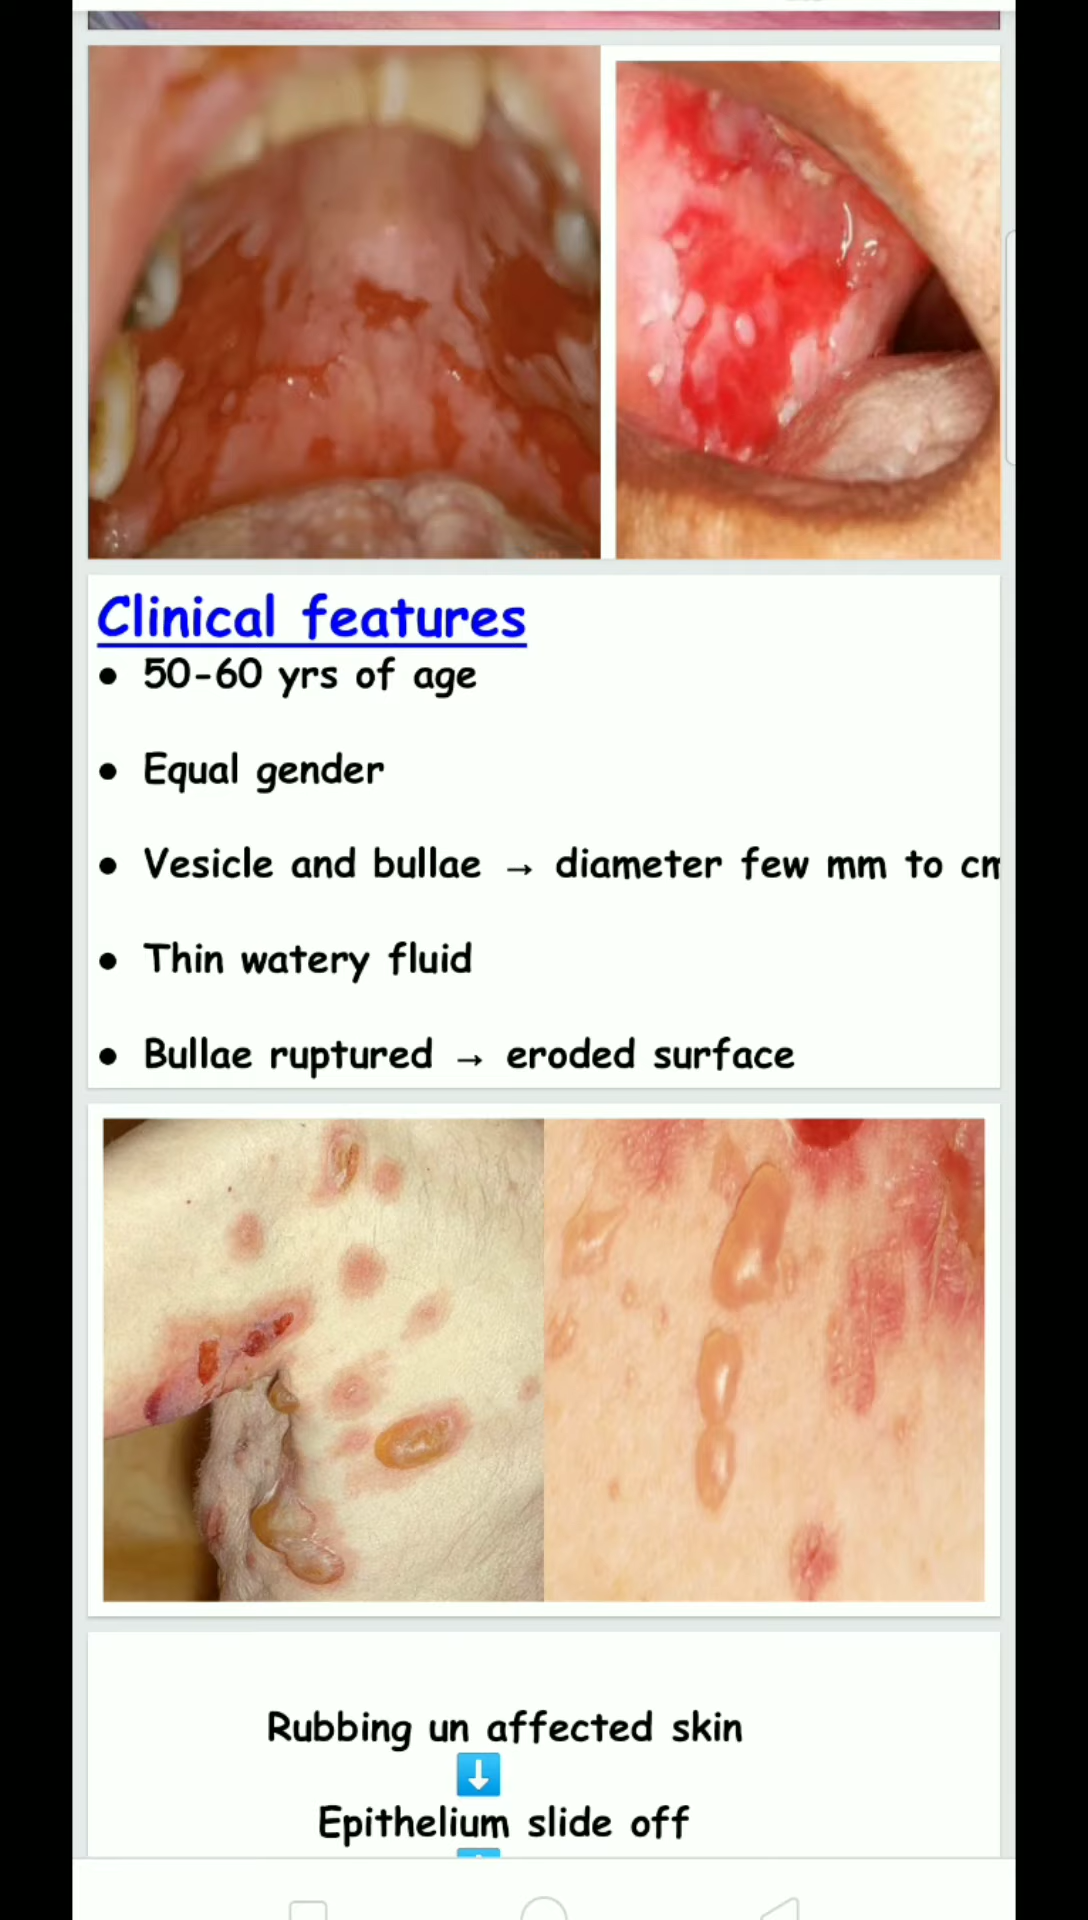 Clinical features
● 50-60 yrs of age
● Equal gender
● Vesicle and bullae → diameter few mm to cm
● Thin watery fluid
● Bullae ruptured → eroded surface
Rubbing un affected skin
⬇️
Epithelium slide off